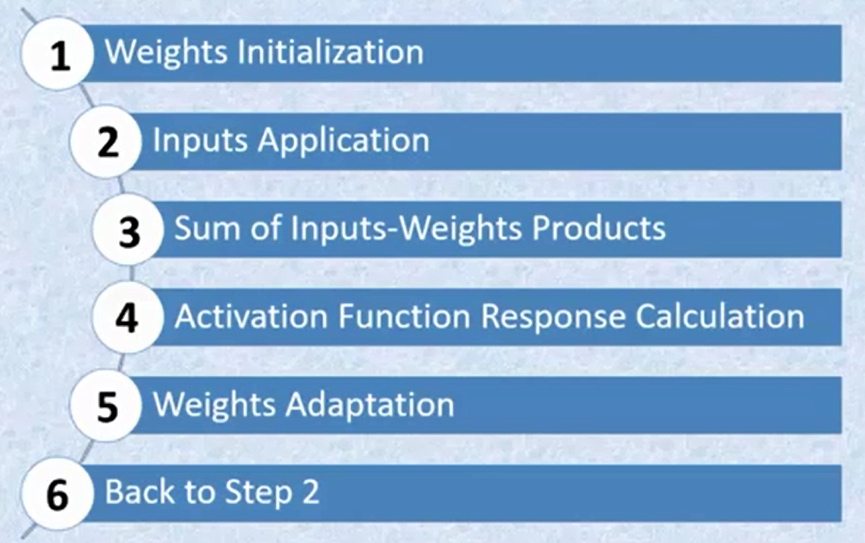 1 Weights Initialization
2 Inputs Application
3 Sum of Inputs-Weights Products
4 Activation Function Response Calculation
5 Weights Adaptation
6 Back to Step 2